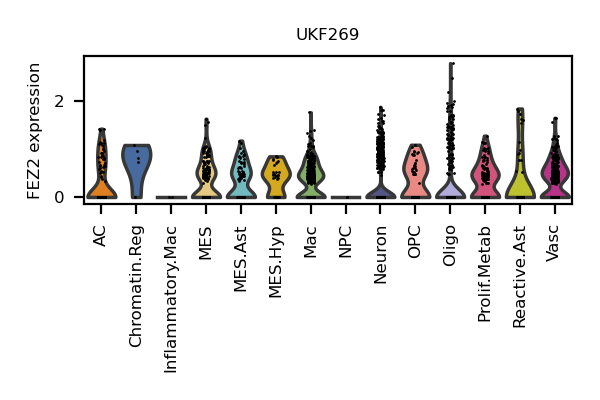 UKF269
FEZ2 expression
2
0
AC
Chromatin.Reg
Inflammatory.Mac
MES
MES.Ast
MES.Hyp
Mac
NPC
Neuron
OPC
Oligo
Prolif.Metab
Reactive.Ast
Vasc